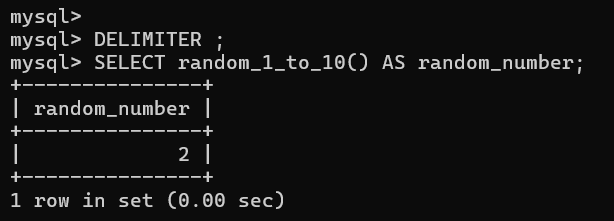 mysql>
mysql> DELIMITER ;
mysql> SELECT random_1_to_10() AS random_number;
+---------------+
| random_number |
+---------------+
|             2 |
+---------------+
1 row in set (0.00 sec)